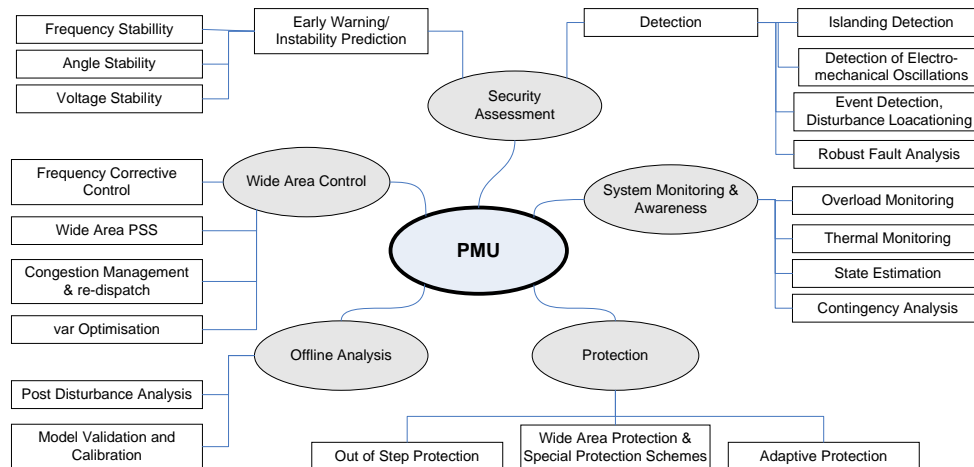 Frequency Stabillity
Angle Stability
Voltage Stability
Early Warning/
Instability Prediction
Security
Assessment
Detection
Islanding Detection
Detection of Electro-
mechanical Oscillations
Event Detection,
Disturbance Loacationing
Robust Fault Analysis
Wide Area Control
Frequency Corrective
Control
Wide Area PSS
Congestion Management
& re-dispatch
var Optimisation
PMU
System Monitoring &
Awareness
Overload Monitoring
Thermal Monitoring
State Estimation
Contingency Analysis
Offline Analysis
Post Disturbance Analysis
Model Validation and
Calibration
Protection
Out of Step Protection
Wide Area Protection &
Special Protection Schemes
Adaptive Protection